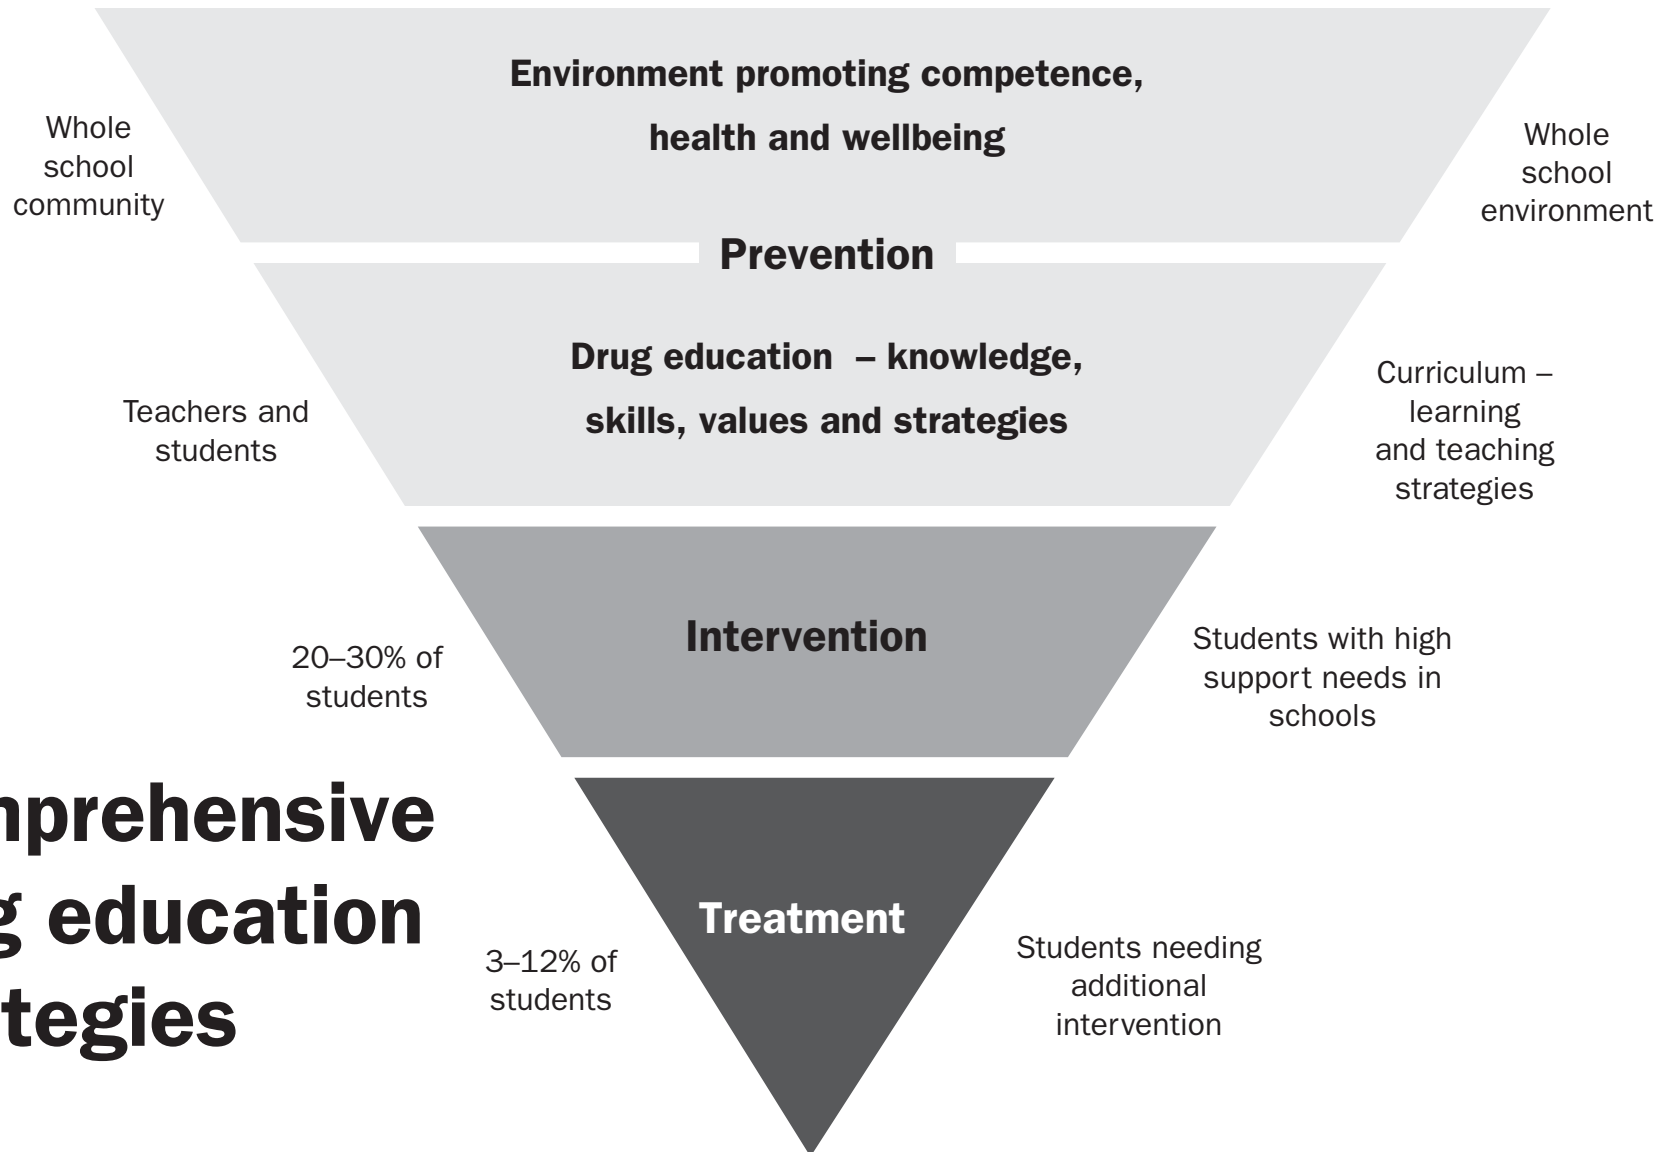 Environment promoting competence,
health and wellbeing
Whole
school
community
Whole
school
environment
Prevention
Drug education – knowledge,
skills, values and strategies
Teachers and
students
Curriculum –
learning
and teaching
strategies
Intervention
20–30% of
students
Students with high
support needs in
schools
mprehensive
g education
tegies
Treatment
3–12% of
students
Students needing
additional
intervention